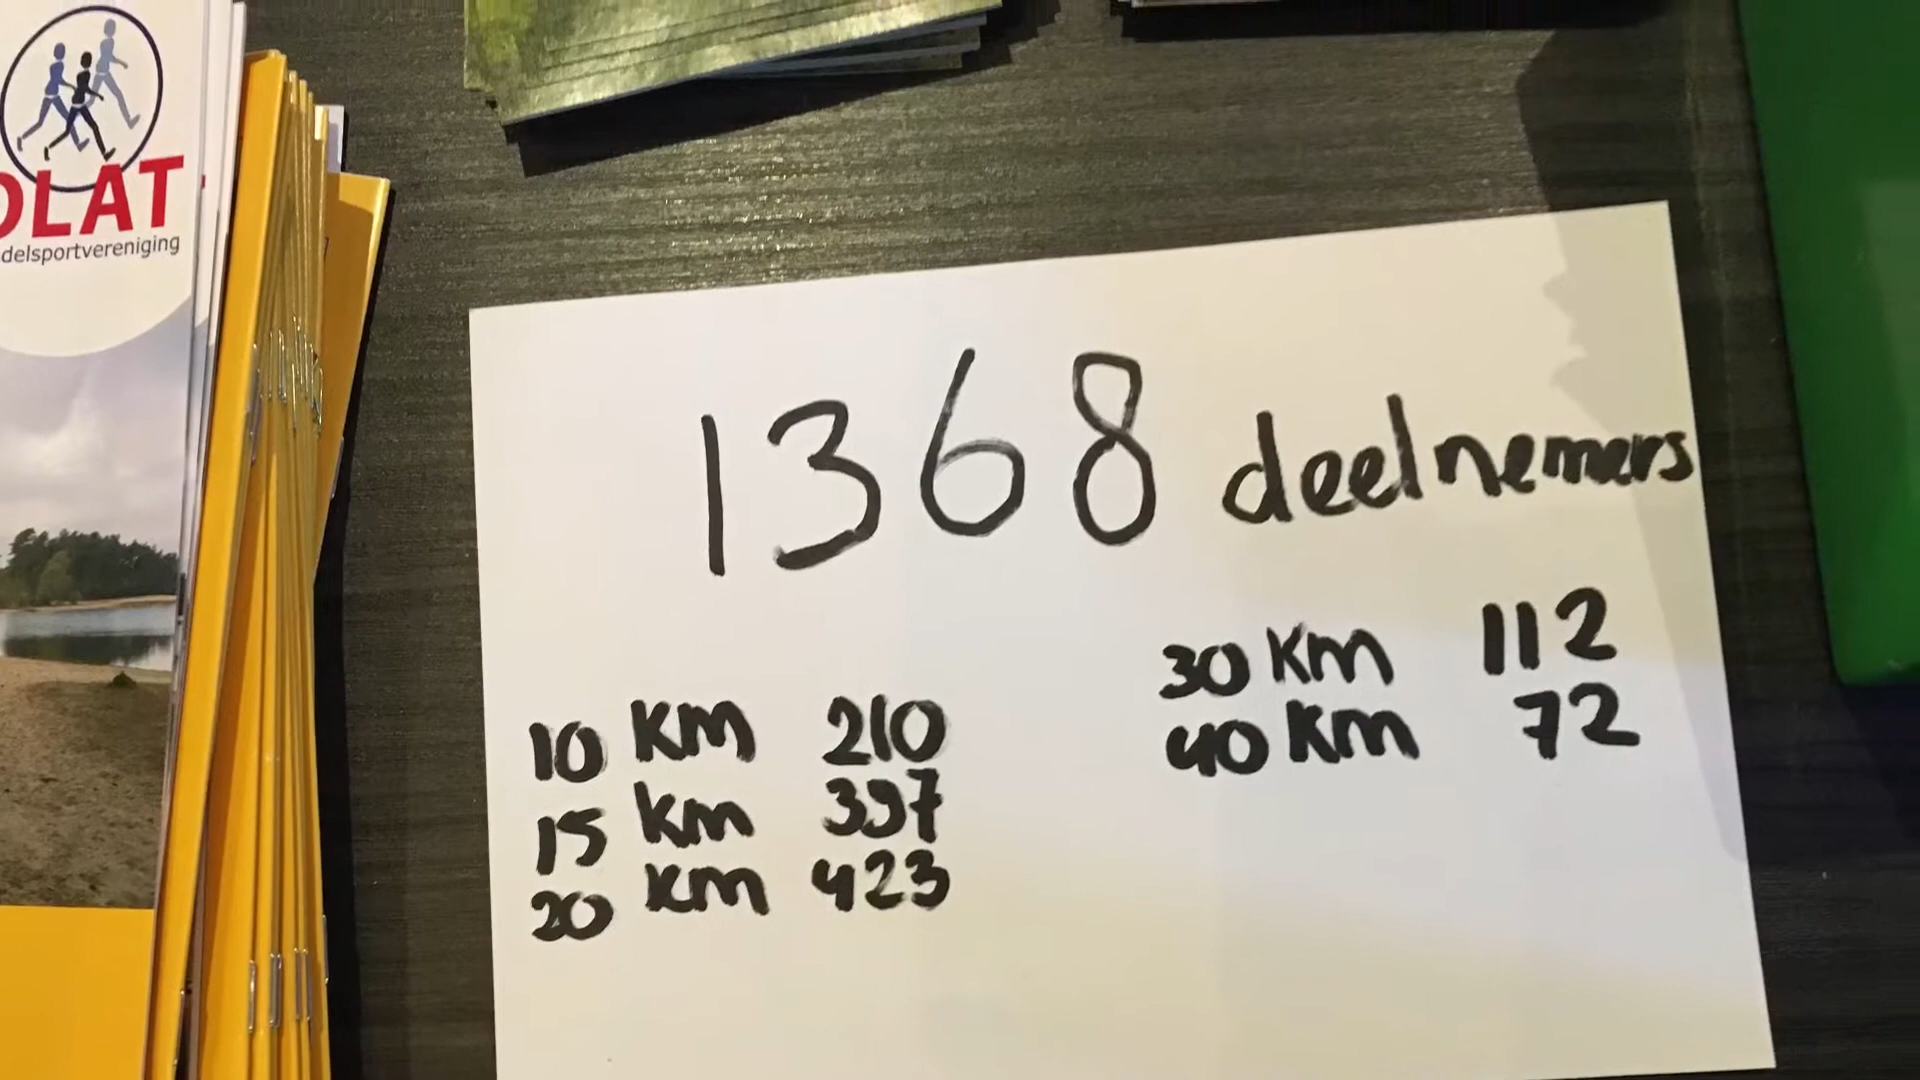 OLAT
delsportvereniging
1368 deelnemers
10 km 210
15 km 397
20 km 423
30 km 112
40 km 72